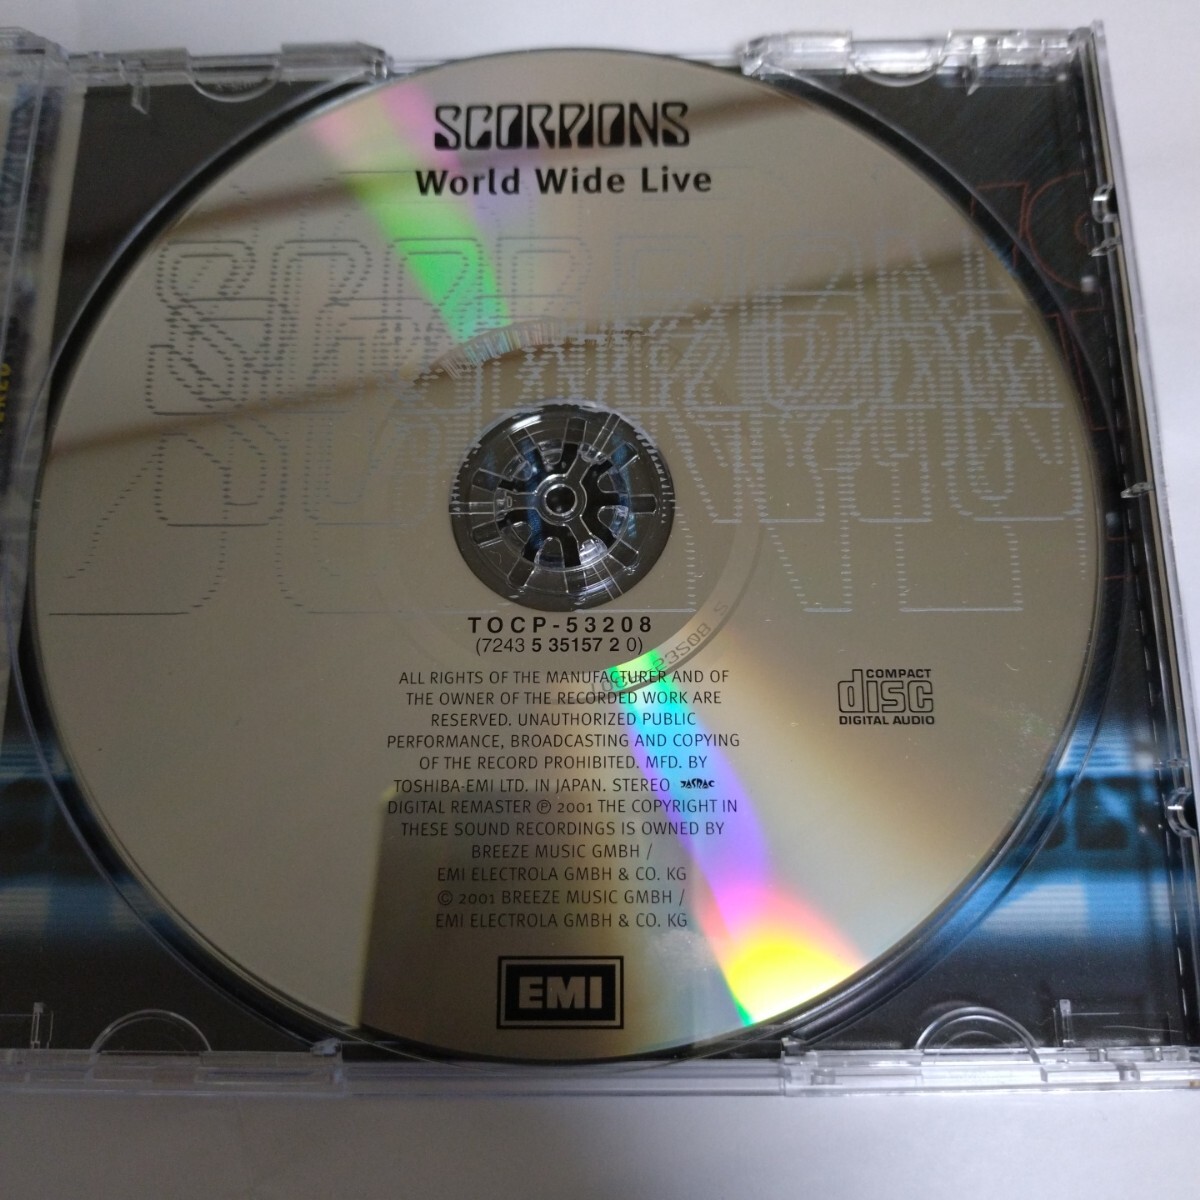 SCORPIONS
World Wide Live
TOCP-53208
(7243 5 35157 2 0)
ALL RIGHTS OF THE MANUFACTURER AND OF
THE OWNER OF THE RECORDED WORK ARE
RESERVED. UNAUTHORIZED PUBLIC
PERFORMANCE, BROADCASTING AND COPYING
OF THE RECORD PROHIBITED. MFD. BY
TOSHIBA-EMI LTD. IN JAPAN. STEREO JASRAC
DIGITAL REMASTER ℗ 2001 THE COPYRIGHT IN
THESE SOUND RECORDINGS IS OWNED BY
BREEZE MUSIC GMBH /
EMI ELECTROLA GMBH & CO. KG
© 2001 BREEZE MUSIC GMBH /
EMI ELECTROLA GMBH & CO. KG
COMPACT
disc
DIGITAL AUDIO
EMI